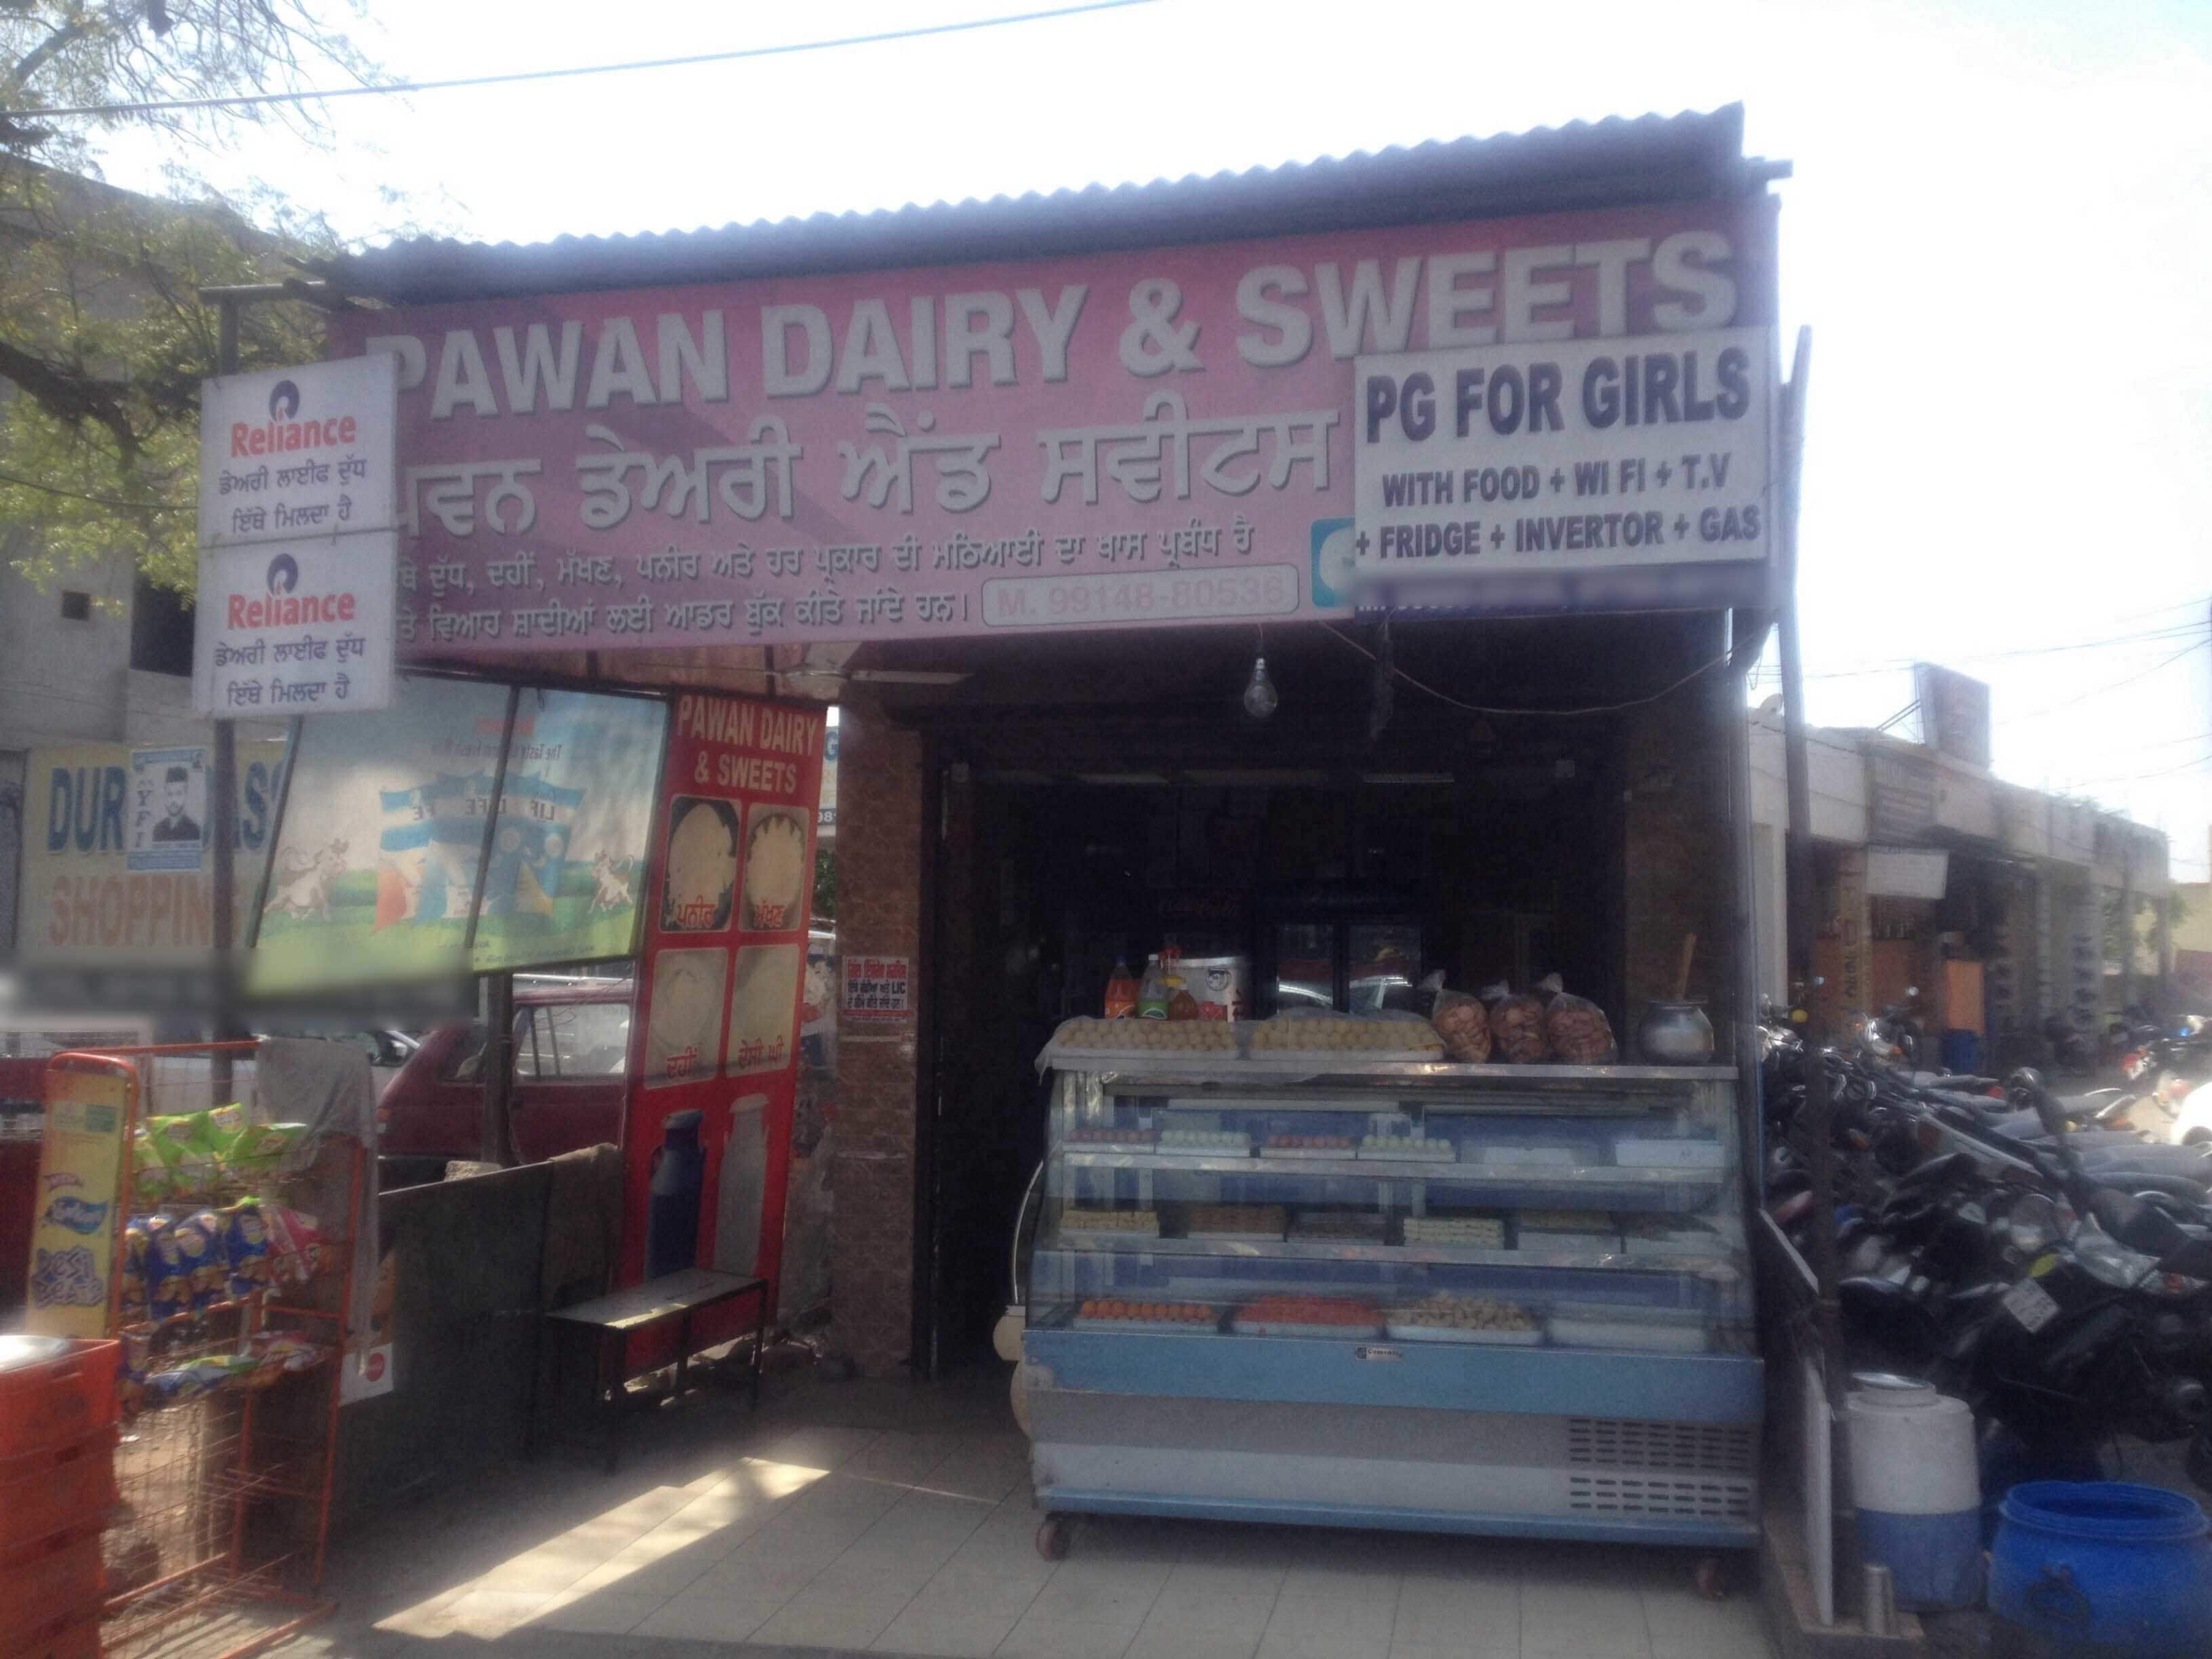 PAWAN DAIRY & SWEETS
ਪਵਨ ਡੇਅਰੀ ਐਂਡ ਸਵੀਟਸ
ਦੁੱਧ, ਦਹੀਂ, ਮੱਖਣ, ਪਨੀਰ ਅਤੇ ਹਰ ਪ੍ਰਕਾਰ ਦੀ ਮਠਿਆਈ ਦਾ ਖਾਸ ਪ੍ਰਬੰਧ ਹੈ
ਤੇ ਵਿਆਹ ਸ਼ਾਦੀਆਂ ਲਈ ਆਡਰ ਬੁੱਕ ਕੀਤੇ ਜਾਂਦੇ ਹਨ। M. 99148-80536
PG FOR GIRLS
WITH FOOD + WI FI + T.V
+ FRIDGE + INVERTOR + GAS
Reliance
ਡੇਅਰੀ ਲਾਈਫ ਦੁੱਧ
ਇੱਥੇ ਮਿਲਦਾ ਹੈ
Reliance
ਡੇਅਰੀ ਲਾਈਫ ਦੁੱਧ
ਇੱਥੇ ਮਿਲਦਾ ਹੈ
PAWAN DAIRY
& SWEETS
ਪਨੀਰ ਮੱਖਣ
ਦਹੀਂ ਦੇਸੀ ਘੀ
DUR
SHOPPIN